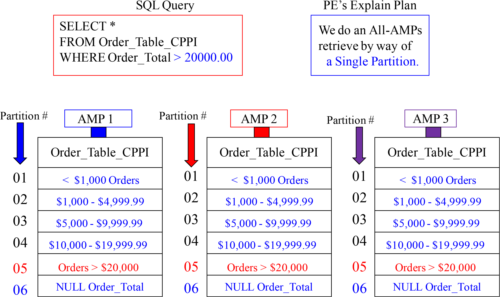 SQL Query
PE's Explain Plan
SELECT *
FROM Order_Table_CPPI
WHERE Order_Total > 20000.00
We do an All-AMPs
retrieve by way of
a Single Partition.
Partition #
AMP 1
Partition #
AMP 2
Partition #
AMP 3
Order_Table_CPPI
Order_Table_CPPI
Order_Table_CPPI
01 < $1,000 Orders
01 < $1,000 Orders
01 < $1,000 Orders
02 $1,000 - $4,999.99
02 $1,000 - $4,999.99
02 $1,000 - $4,999.99
03 $5,000 - $9,999.99
03 $5,000 - $9,999.99
03 $5,000 - $9,999.99
04 $10,000 - $19,999.99
04 $10,000 - $19,999.99
04 $10,000 - $19,999.99
05 Orders > $20,000
05 Orders > $20,000
05 Orders > $20,000
06 NULL Order_Total
06 NULL Order_Total
06 NULL Order_Total